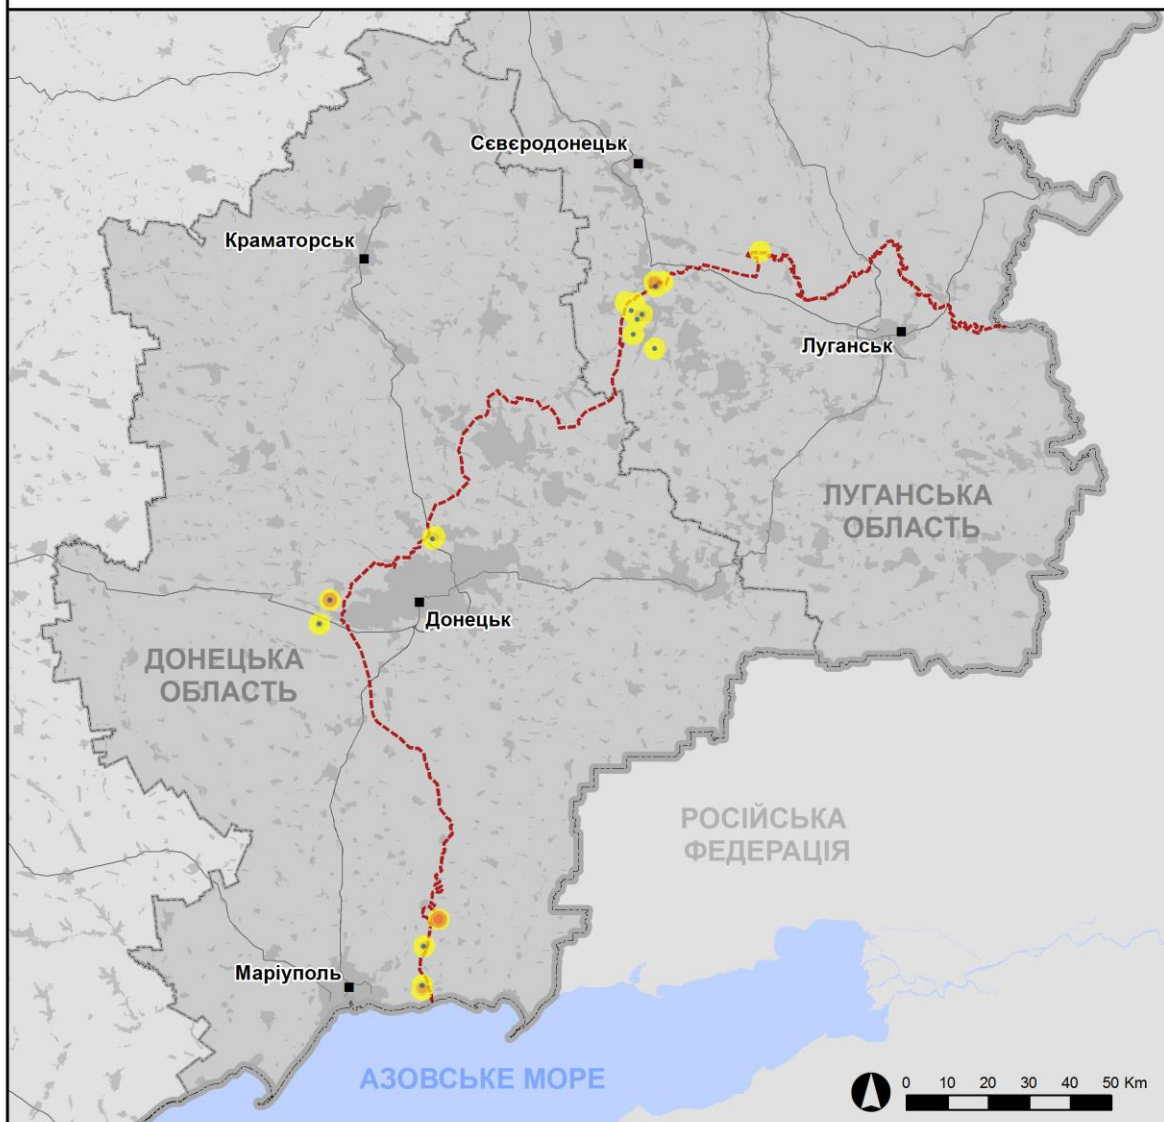 Сєвєродонецьк
Краматорськ
Луганськ
ЛУГАНСЬКА
ОБЛАСТЬ
Донецьк
ДОНЕЦЬКА
ОБЛАСТЬ
РОСІЙСЬКА
ФЕДЕРАЦІЯ
Маріуполь
АЗОВСЬКЕ МОРЕ
0 10 20 30 40 50 Km